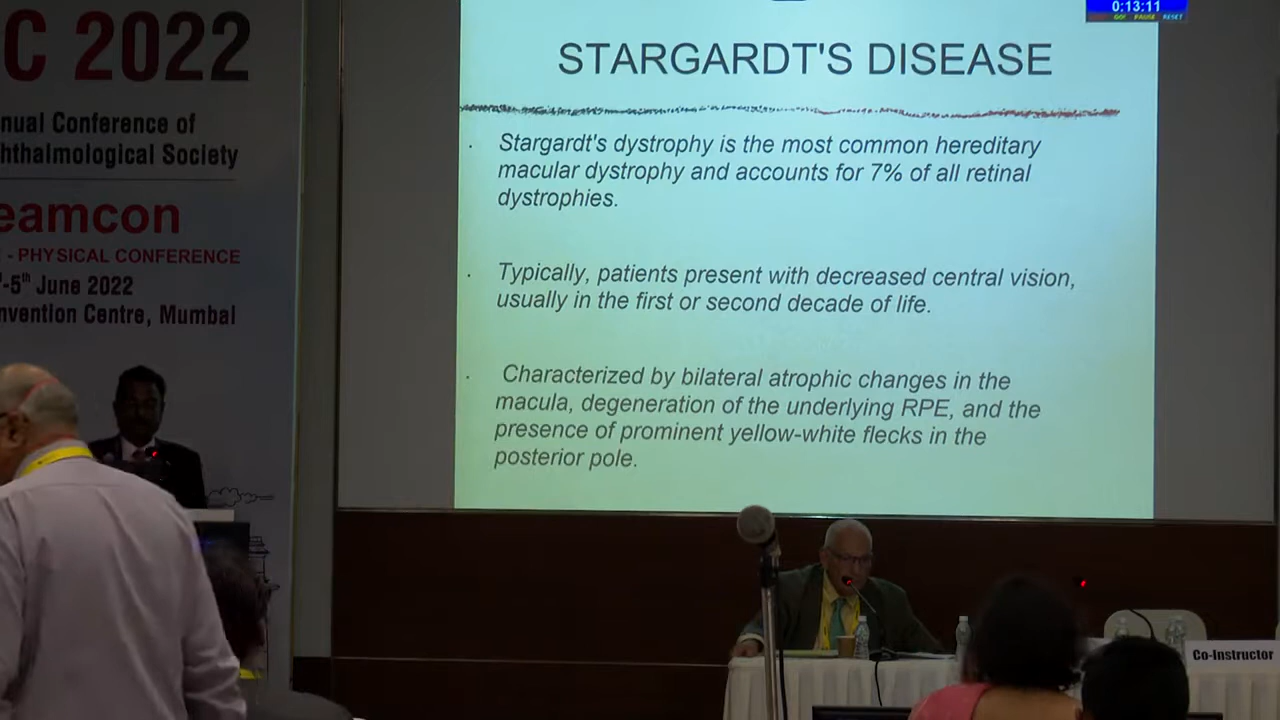 C 2022
nual Conference of
hthalmological Society
eamcon
- PHYSICAL CONFERENCE
-5th June 2022
nvention Centre, Mumbai
0:13:11
GO! PAUSE RESET
STARGARDT'S DISEASE
. Stargardt's dystrophy is the most common hereditary
macular dystrophy and accounts for 7% of all retinal
dystrophies.
. Typically, patients present with decreased central vision,
usually in the first or second decade of life.
. Characterized by bilateral atrophic changes in the
macula, degeneration of the underlying RPE, and the
presence of prominent yellow-white flecks in the
posterior pole.
Co-Instructor